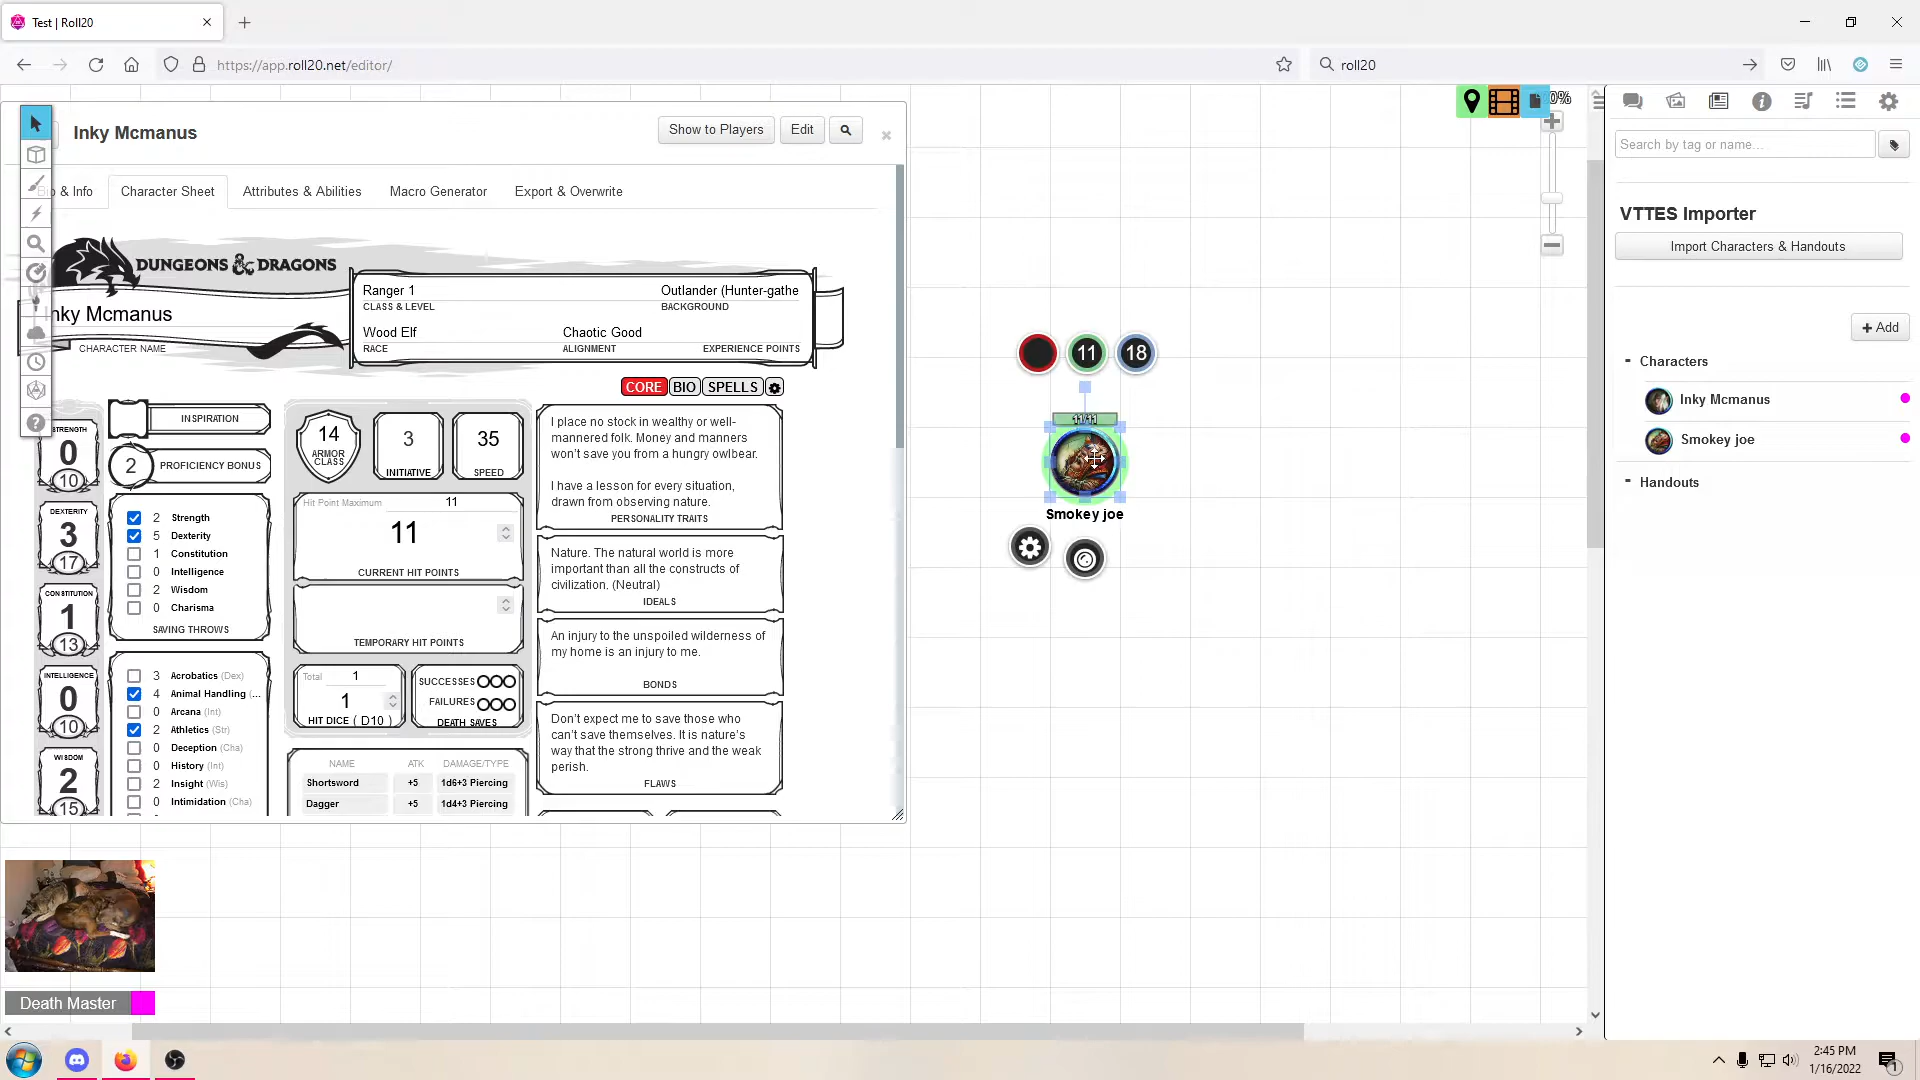 Test | Roll20
https://app.roll20.net/editor/
roll20
Inky Mcmanus
Show to Players
Edit
& Info
Character Sheet
Attributes & Abilities
Macro Generator
Export & Overwrite
DUNGEONS & DRAGONS
nky Mcmanus
CHARACTER NAME
Ranger 1
CLASS & LEVEL
Outlander (Hunter-gathe
BACKGROUND
Wood Elf
RACE
Chaotic Good
ALIGNMENT
EXPERIENCE POINTS
CORE
BIO
SPELLS
STRENGTH
0
10
DEXTERITY
3
17
CONSTITUTION
1
13
INTELLIGENCE
0
10
WISDOM
2
15
INSPIRATION
2
PROFICIENCY BONUS
2 Strength
5 Dexterity
1 Constitution
0 Intelligence
2 Wisdom
0 Charisma
SAVING THROWS
3 Acrobatics (Dex)
4 Animal Handling (...
0 Arcana (Int)
2 Athletics (Str)
0 Deception (Cha)
0 History (Int)
2 Insight (Wis)
0 Intimidation (Cha)
14
ARMOR
CLASS
3
INITIATIVE
35
SPEED
Hit Point Maximum 11
11
CURRENT HIT POINTS
TEMPORARY HIT POINTS
Total 1
1
HIT DICE ( D10 )
SUCCESSES
FAILURES
DEATH SAVES
NAME ATK DAMAGE/TYPE
Shortsword +5 1d6+3 Piercing
Dagger +5 1d4+3 Piercing
I place no stock in wealthy or well-
mannered folk. Money and manners
won't save you from a hungry owlbear.
I have a lesson for every situation,
drawn from observing nature.
PERSONALITY TRAITS
Nature. The natural world is more
important than all the constructs of
civilization. (Neutral)
IDEALS
An injury to the unspoiled wilderness of
my home is an injury to me.
BONDS
Don't expect me to save those who
can't save themselves. It is nature's
way that the strong thrive and the weak
perish.
FLAWS
11
18
11/11
Smokey joe
0%
Search by tag or name...
VTTES Importer
Import Characters & Handouts
+ Add
- Characters
Inky Mcmanus
Smokey joe
- Handouts
Death Master
2:45 PM
1/16/2022
1